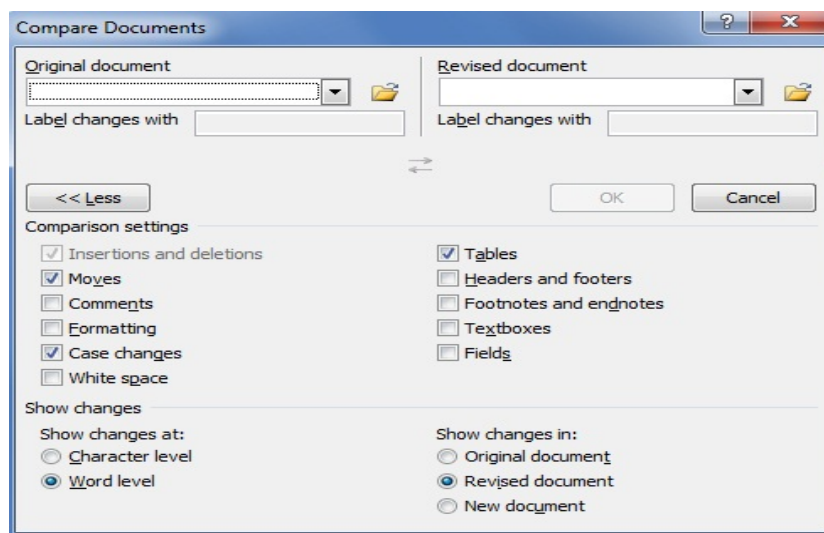 Compare Documents
Original document
Revised document
Label changes with
Label changes with
<< Less
OK
Cancel
Comparison settings
Insertions and deletions
Tables
Moves
Headers and footers
Comments
Footnotes and endnotes
Formatting
Textboxes
Case changes
Fields
White space
Show changes
Show changes at:
Show changes in:
Character level
Original document
Word level
Revised document
New document